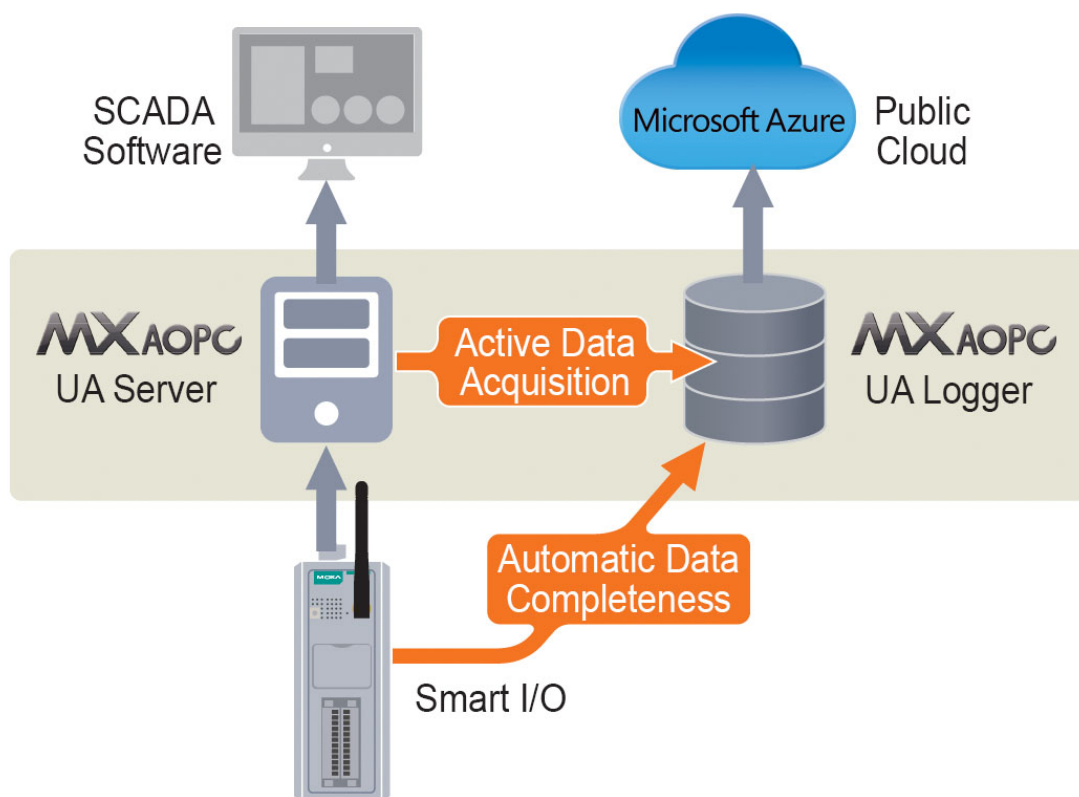 SCADA
Software
Microsoft Azure
Public
Cloud
MXAOPC
UA Server
Active Data
Acquisition
MXAOPC
UA Logger
MOXA
Automatic Data
Completeness
Smart I/O